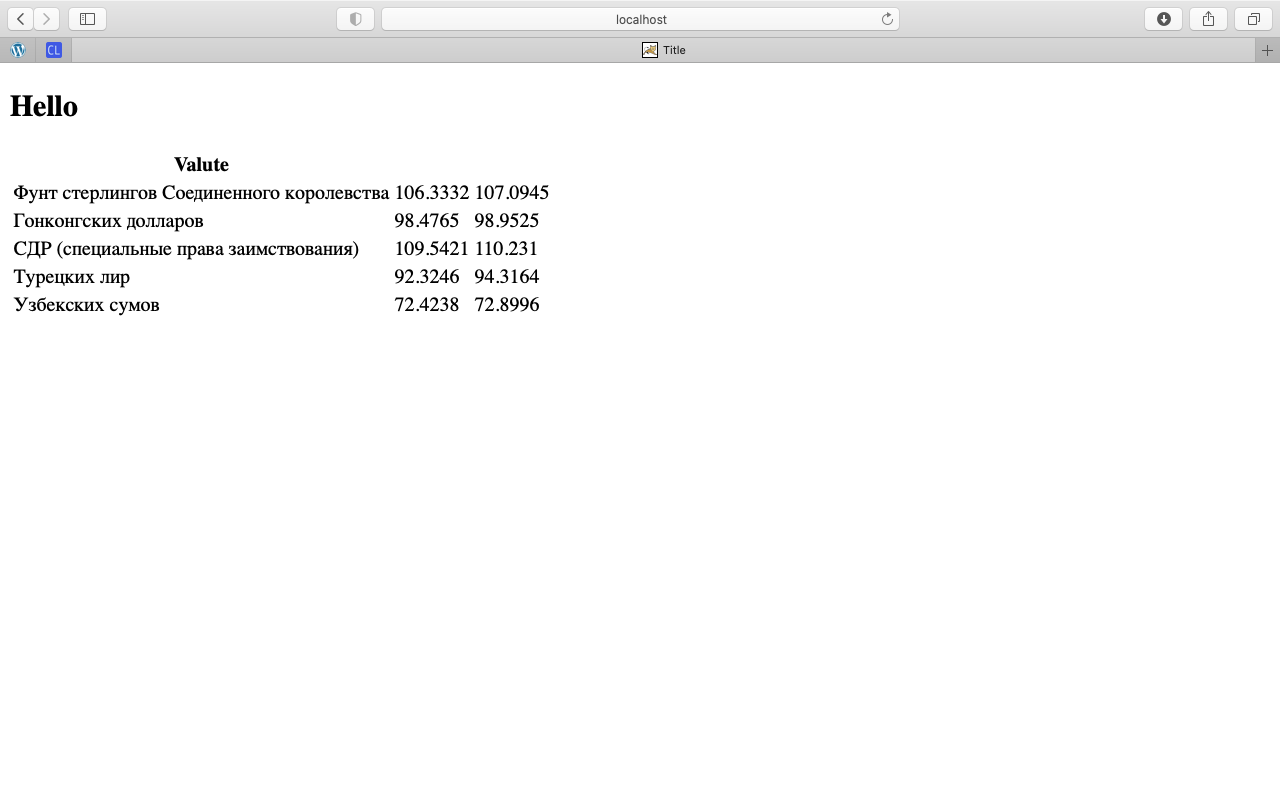 localhost
CL
Title
Hello
Valute
Фунт стерлингов Соединенного королевства 106.3332 107.0945
Гонконгских долларов 98.4765 98.9525
СДР (специальные права заимствования) 109.5421 110.231
Турецких лир 92.3246 94.3164
Узбекских сумов 72.4238 72.8996